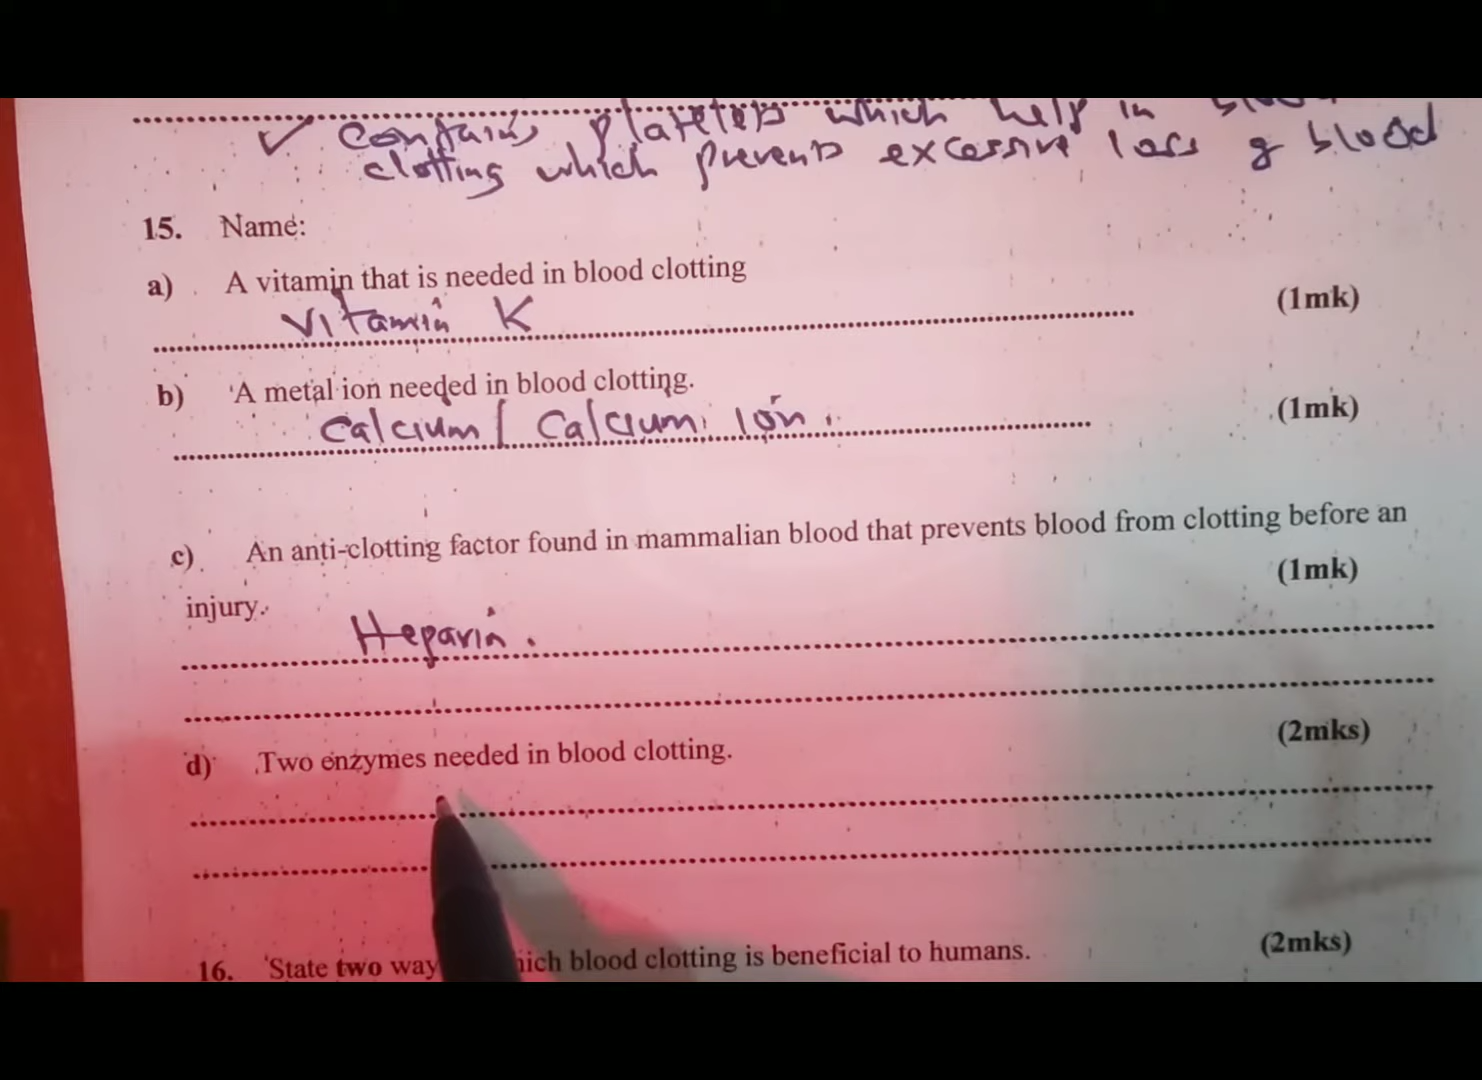 ✓ Contains platelets which help in
clotting which prevents excessive loss of blood
15. Name:
a) A vitamin that is needed in blood clotting
Vitamin K (1mk)
b) A metal ion needed in blood clotting.
Calcium / Calcium Ion. (1mk)
c) An anti-clotting factor found in mammalian blood that prevents blood from clotting before an
injury. (1mk)
Heparin.
d) Two enzymes needed in blood clotting. (2mks)
16. State two way hich blood clotting is beneficial to humans. (2mks)